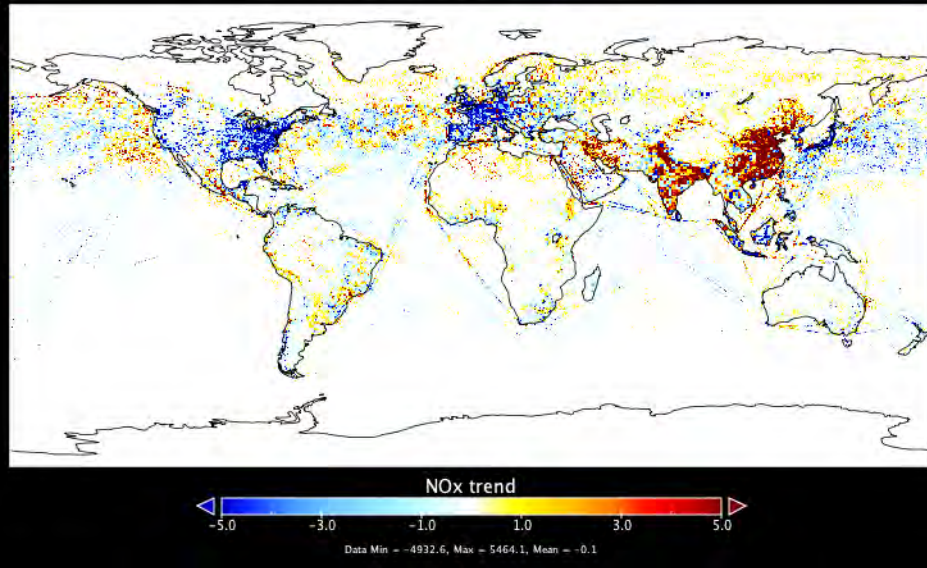 NOx trend
-5.0 -3.0 -1.0 1.0 3.0 5.0
Data Min = -4932.6, Max = 5464.1, Mean = -0.1